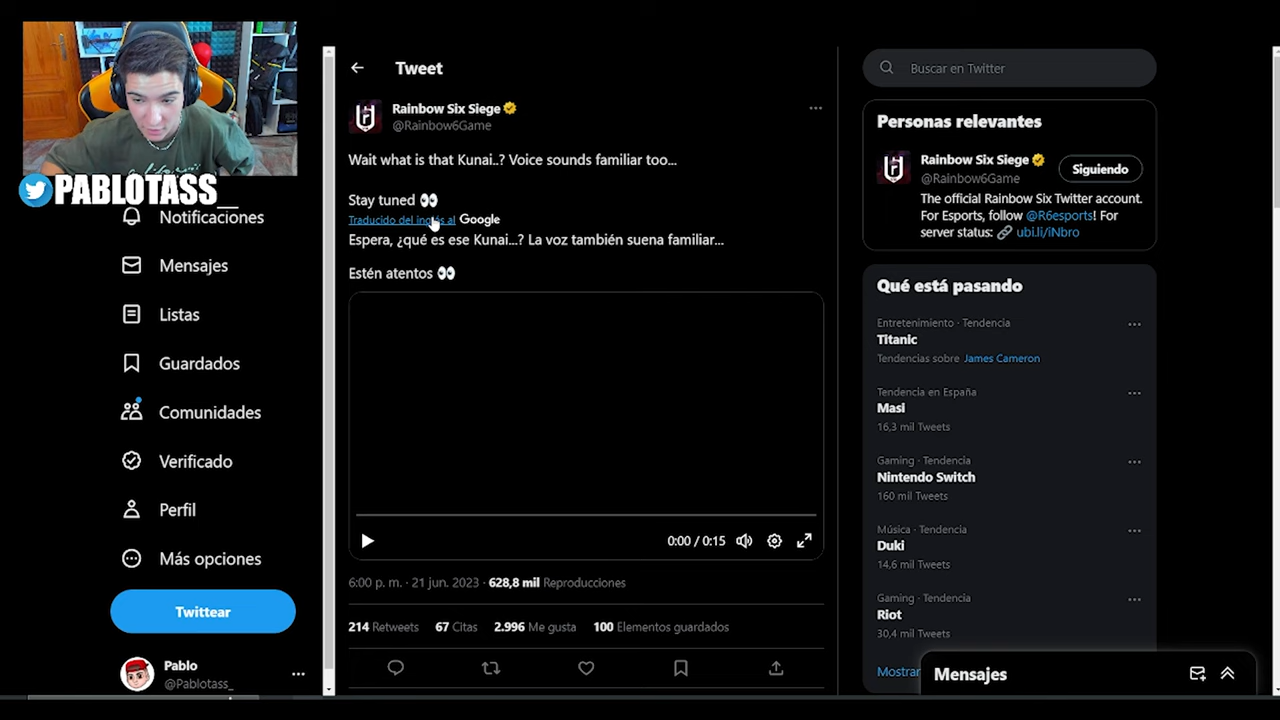 PABLOTASS__
Notificaciones
Mensajes
Listas
Guardados
Comunidades
Verificado
Perfil
Más opciones
Twittear
Pablo
@Pablotass_
Tweet
Rainbow Six Siege
@Rainbow6Game
Wait what is that Kunai..? Voice sounds familiar too...
Stay tuned 👀
Traducido del inglés al Google
Espera, ¿qué es ese Kunai...? La voz también suena familiar...
Estén atentos 👀
0:00 / 0:15
6:00 p. m. · 21 jun. 2023 · 628,8 mil Reproducciones
214 Retweets 67 Citas 2.996 Me gusta 100 Elementos guardados
Buscar en Twitter
Personas relevantes
Rainbow Six Siege
@Rainbow6Game
Siguiendo
The official Rainbow Six Twitter account.
For Esports, follow @R6esports! For
server status: 🔗 ubi.li/iNbro
Qué está pasando
Entretenimiento · Tendencia
Titanic
Tendencias sobre James Cameron
Tendencia en España
Masi
16,3 mil Tweets
Gaming · Tendencia
Nintendo Switch
160 mil Tweets
Música · Tendencia
Duki
14,6 mil Tweets
Gaming · Tendencia
Riot
30,4 mil Tweets
Mostrar
Mensajes